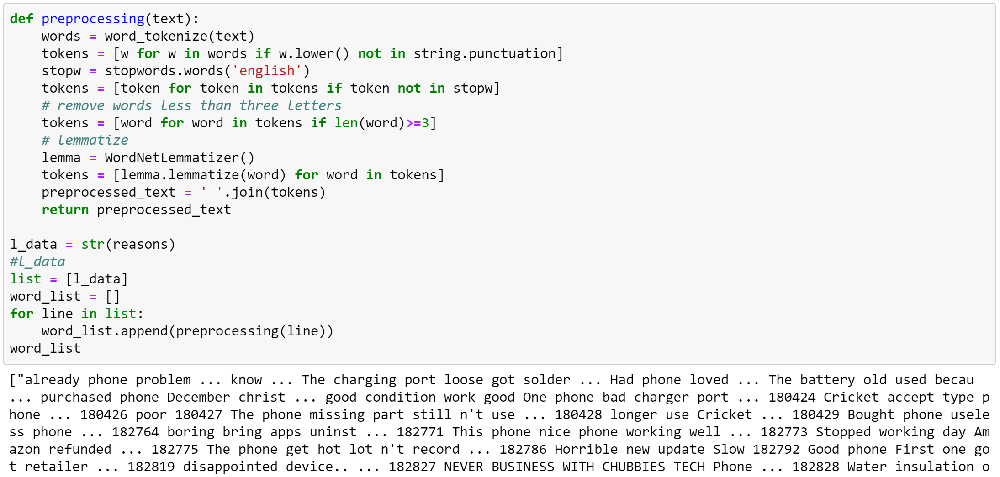 def preprocessing(text):
    words = word_tokenize(text)
    tokens = [w for w in words if w.lower() not in string.punctuation]
    stopw = stopwords.words('english')
    tokens = [token for token in tokens if token not in stopw]
    # remove words less than three letters
    tokens = [word for word in tokens if len(word)>=3]
    # lemmatize
    lemma = WordNetLemmatizer()
    tokens = [lemma.lemmatize(word) for word in tokens]
    preprocessed_text = ' '.join(tokens)
    return preprocessed_text

l_data = str(reasons)
#l_data
list = [l_data]
word_list = []
for line in list:
    word_list.append(preprocessing(line))
word_list
["already phone problem ... know ... The charging port loose got solder ... Had phone loved ... The battery old used becau
... purchased phone December christ ... good condition work good One phone bad charger port ... 180424 Cricket accept type p
hone ... 180426 poor 180427 The phone missing part still n't use ... 180428 longer use Cricket ... 180429 Bought phone usele
ss phone ... 182764 boring bring apps uninst ... 182771 This phone nice phone working well ... 182773 Stopped working day Am
azon refunded ... 182775 The phone get hot lot n't record ... 182786 Horrible new update Slow 182792 Good phone First one go
t retailer ... 182819 disappointed device.. ... 182827 NEVER BUSINESS WITH CHUBBIES TECH Phone ... 182828 Water insulation o